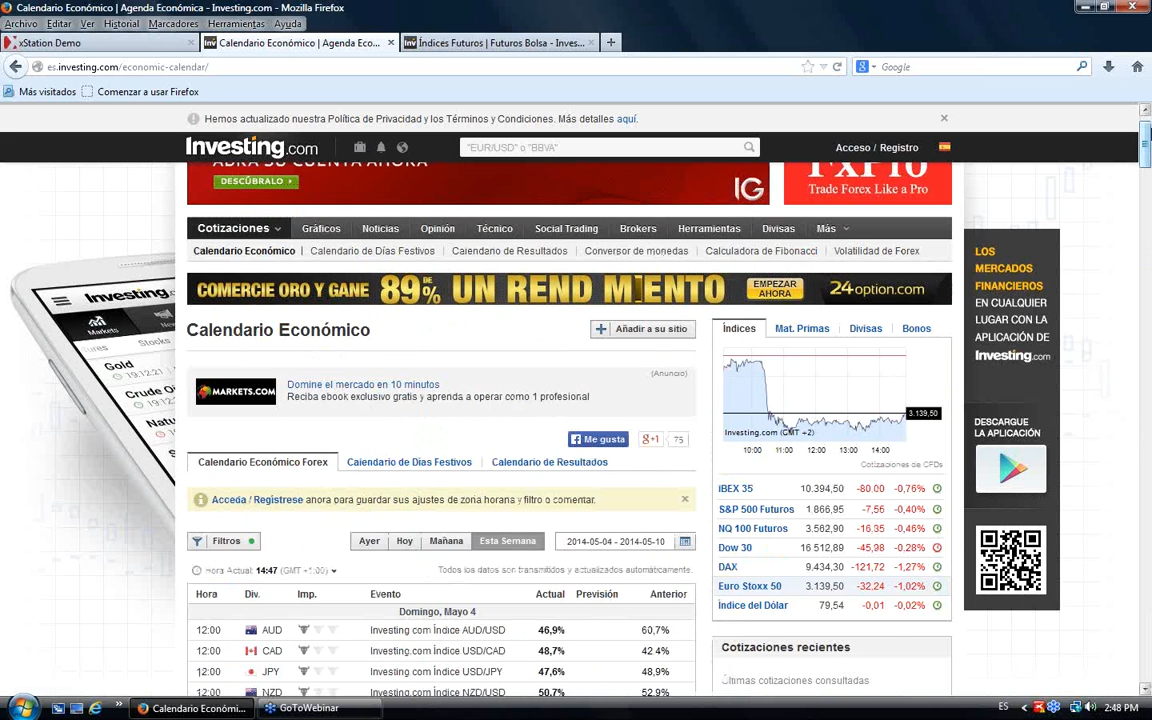 Calendario Económico | Agenda Económica - Investing.com - Mozilla Firefox
Archivo Editar Ver Historial Marcadores Herramientas Ayuda
xStation Demo
Calendario Económico | Agenda Eco...
Índices Futuros | Futuros Bolsa - Inves...
es.investing.com/economic-calendar/
Google
Más visitados Comenzar a usar Firefox
Hemos actualizado nuestra Política de Privacidad y los Términos y Condiciones. Más detalles aquí.
Investing.com
"EUR/USD" o "BBVA"
Acceso / Registro
ABRA SU CUENTA AHORA
DESCÚBRALO
IG
FxPro
Trade Forex Like a Pro
Cotizaciones Gráficos Noticias Opinión Técnico Social Trading Brokers Herramientas Divisas Más
Calendario Económico Calendario de Días Festivos Calendario de Resultados Conversor de monedas Calculadora de Fibonacci Volatilidad de Forex
COMERCIE ORO Y GANE 89% DE UN RENDIMIENTO
EMPEZAR AHORA
24option.com
Calendario Económico
Añadir a su sitio
(Anuncio)
MARKETS.COM
Domine el mercado en 10 minutos
Reciba ebook exclusivo gratis y aprenda a operar como 1 profesional
Me gusta
+1
75
Calendario Económico Forex Calendario de Días Festivos Calendario de Resultados
Acceda / Regístrese ahora para guardar sus ajustes de zona horaria y filtro o comentar.
Filtros
Ayer Hoy Mañana Esta Semana
2014-05-04 - 2014-05-10
Hora Actual: 14:47 (GMT +1:00)
Todos los datos son transmitidos y actualizados automáticamente.
Hora Div. Imp. Evento Actual Previsión Anterior
Domingo, Mayo 4
12:00 AUD Investing.com Índice AUD/USD 46,9% 60,7%
12:00 CAD Investing.com Índice USD/CAD 48,7% 42.4%
12:00 JPY Investing.com Índice USD/JPY 47,6% 48,9%
12:00 NZD Investing.com Índice NZD/USD 50.7% 52.9%
Índices Mat. Primas Divisas Bonos
3.139,50
Investing.com (GMT +2)
10:00 11:00 12:00 13:00 14:00
Cotizaciones de CFDs
IBEX 35 10.394,50 -80.00 -0,76%
S&P 500 Futuros 1 866,95 -7,56 -0,40%
NQ 100 Futuros 3 562,90 -16.35 -0.46%
Dow 30 16 512,89 -45,98 -0.28%
DAX 9.434,30 -121,72 -1.27%
Euro Stoxx 50 3.139,50 -32,24 -1,02%
Índice del Dólar 79,54 -0,01 -0,02%
Cotizaciones recientes
Últimas cotizaciones consultadas
LOS
MERCADOS
FINANCIEROS
EN CUALQUIER
LUGAR CON LA
APLICACIÓN DE
Investing.com
DESCARGUE
LA APLICACIÓN
Investing.com
Markets
Stocks
Gold
19:12:21
Crude O
19:12
Natu
ES
Calendario Económi...
GoToWebinar
2:48 PM